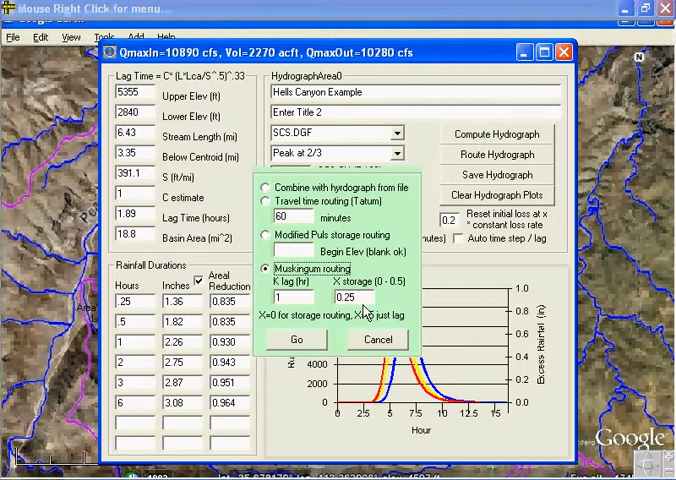 Mouse Right Click for menu....
File Edit View Tools Add
QmaxIn=10890 cfs, Vol=2270 acft, QmaxOut=10280 cfs
Lag Time = C* (L*Lca/S^.5)^.33
5355 Upper Elev (ft)
2840 Lower Elev (ft)
6.43 Stream Length (mi)
3.35 Below Centroid (mi)
391.1 S (ft/mi)
1 C estimate
1.89 Lag Time (hours)
18.8 Basin Area (mi^2)
HydrographArea0
Hells Canyon Example
Enter Title 2
SCS.DGF
Peak at 2/3
Compute Hydrograph
Route Hydrograph
Save Hydrograph
Clear Hydrograph Plots
0.2 Reset initial loss at x
* constant loss rate
Auto time step / lag
Combine with hyrdograph from file
Travel time routing (Tatum)
60 minutes
Modified Puls storage routing
Begin Elev (blank ok)
Muskingum routing
K lag (hr) X storage (0 - 0.5)
1 0.25
X=0 for storage routing, just lag
Go Cancel
Rainfall Durations
Hours Inches Areal
Reduction
.25 1.36 0.835
.5 1.82 0.835
1 2.26 0.930
2 2.75 0.943
3 2.87 0.951
6 3.08 0.964
4000
2000
0
0 2.5 5 7.5 10 12.5 15
Hour
1.0
0.8
0.6
0.4
0.2
0.0
Excess Rainfall (in)
Google
N